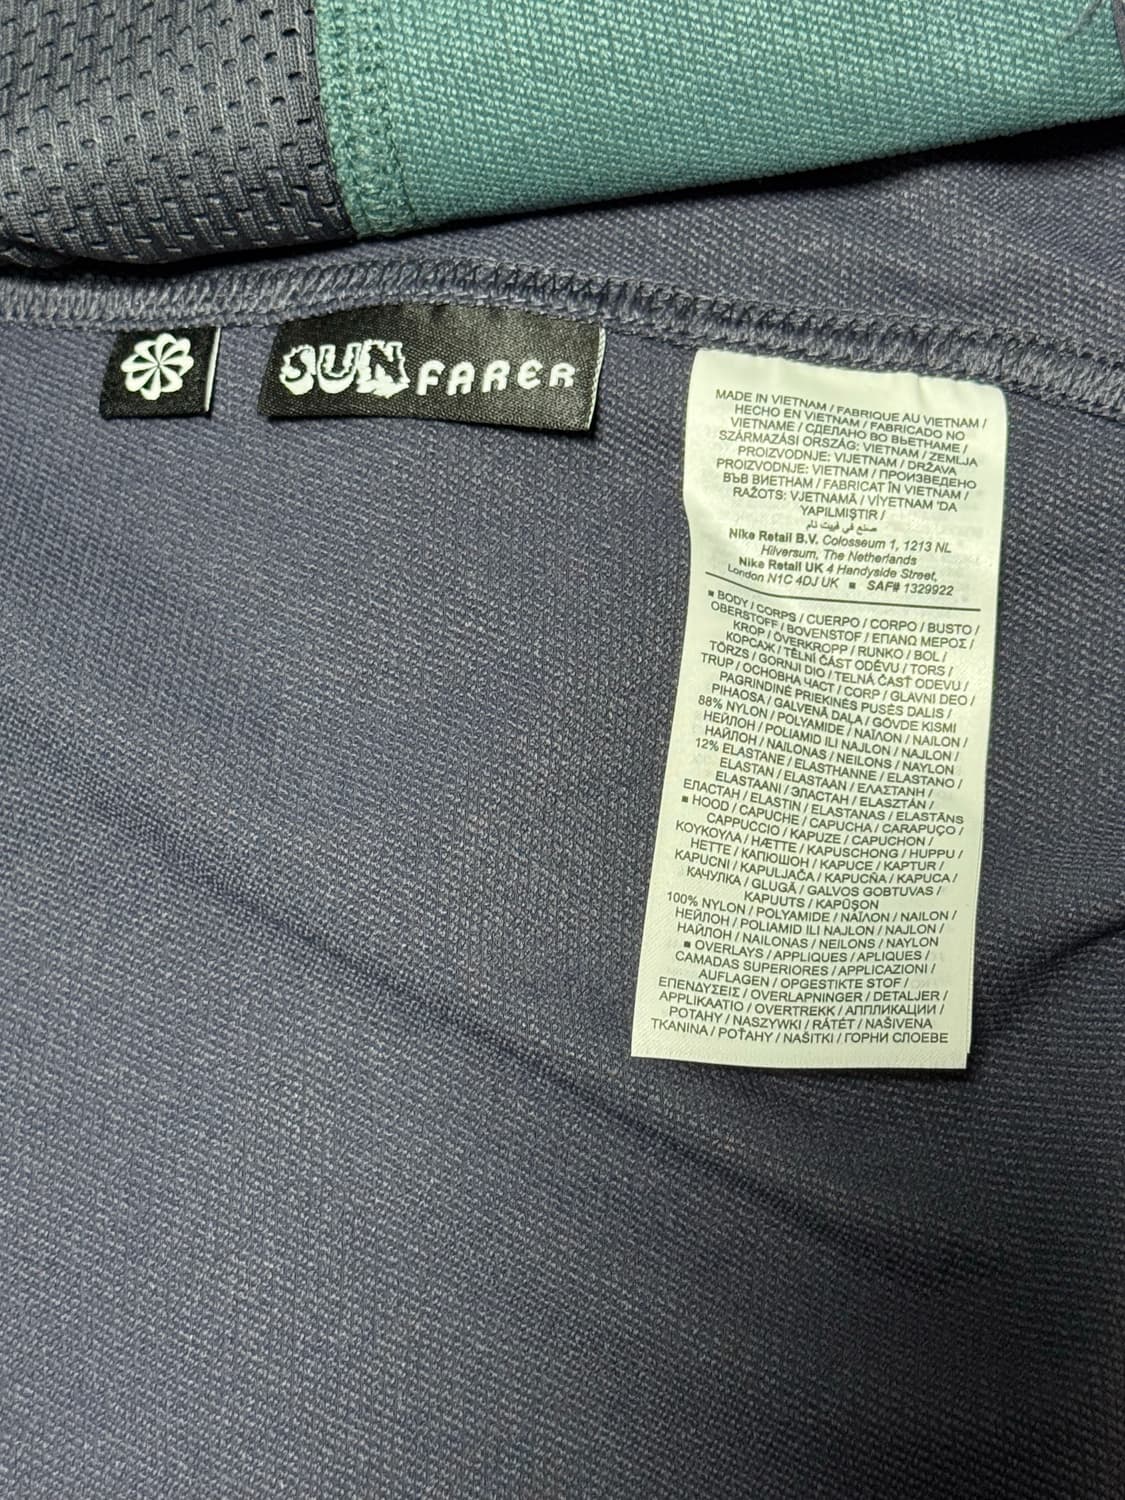 SUN FARER
MADE IN VIETNAM / FABRIQUE AU VIETNAM /
HECHO EN VIETNAM / FABRICADO NO
VIETNAME / СДЕЛАНО ВО ВЬЕТНАМЕ /
SZÁRMAZÁSI ORSZÁG: VIETNAM / ZEMLJA
PROIZVODNJE: VIJETNAM / DRŽAVA
PROIZVODNJE: VIETNAM / ПРОИЗВЕДЕНО
ВЪВ ВИЕТНАМ / FABRICAT ÎN VIETNAM /
RAŽOTS: VJETNAMĀ / VİYETNAM 'DA
YAPILMIŞTIR /
صنع في فييت نام
Nike Retail B.V. Colosseum 1, 1213 NL
Hilversum, The Netherlands
Nike Retail UK 4 Handyside Street,
London N1C 4DJ UK ▪ SAF# 1329922
▪ BODY / CORPS / CUERPO / CORPO / BUSTO /
OBERSTOFF / BOVENSTOF / ΕΠΑΝΩ ΜΕΡΟΣ /
KROP / ÖVERKROPP / RUNKO / BOL /
КОРСАЖ / TĚLNÍ ČÁST ODĚVU / TORS /
TÖRZS / GORNJI DIO / TELNÁ ČASŤ ODEVU /
TRUP / ОСНОВНА ЧАСТ / CORP / GLAVNI DEO /
PAGRINDINĖ PRIEKINĖS PUSĖS DALIS /
PIHAOSA / GALVENĀ DAĻA / GÖVDE KISMI
88% NYLON / POLYAMIDE / ΝΑΪΛΟΝ / NAILON /
НЕЙЛОН / POLIAMID ILI NAJLON / NAJLON /
НАЙЛОН / NAILONAS / NEILONS / NAYLON
12% ELASTANE / ELASTHANNE / ELASTANO /
ELASTAN / ELASTAAN / ΕΛΑΣΤΑΝΗ /
ELASTAANI / ЭЛАСТАН / ELASZTÁN /
ЕЛАСТАН / ELASTIN / ELASTANAS / ELASTĀNS
▪ HOOD / CAPUCHE / CAPUCHA / CARAPUÇO /
CAPPUCCIO / KAPUZE / CAPUCHON /
ΚΟΥΚΟΥΛΑ / HÆTTE / KAPUSCHONG / HUPPU /
HETTE / КАПЮШОН / KAPUCE / KAPTUR /
KAPUCNI / KAPULJAČA / KAPUCŇA / KAPUCA /
КАЧУЛКА / GLUGĂ / GALVOS GOBTUVAS /
KAPUUTS / KAPÜŞON
100% NYLON / POLYAMIDE / ΝΑΪΛΟΝ / NAILON /
НЕЙЛОН / POLIAMID ILI NAJLON / NAJLON /
НАЙЛОН / NAILONAS / NEILONS / NAYLON
▪ OVERLAYS / APPLIQUES / APLIQUES /
CAMADAS SUPERIORES / APPLICAZIONI /
AUFLAGEN / OPGESTIKTE STOF /
ΕΠΕΝΔΥΣΕΙΣ / OVERLAPNINGER / DETALJER /
APPLIKAATIO / OVERTREKK / АППЛИКАЦИИ /
POTAHY / NASZYWKI / RÁTÉT / NAŠIVENA
TKANINA / POŤAHY / NAŠITKI / ГОРНИ СЛОЕВЕ